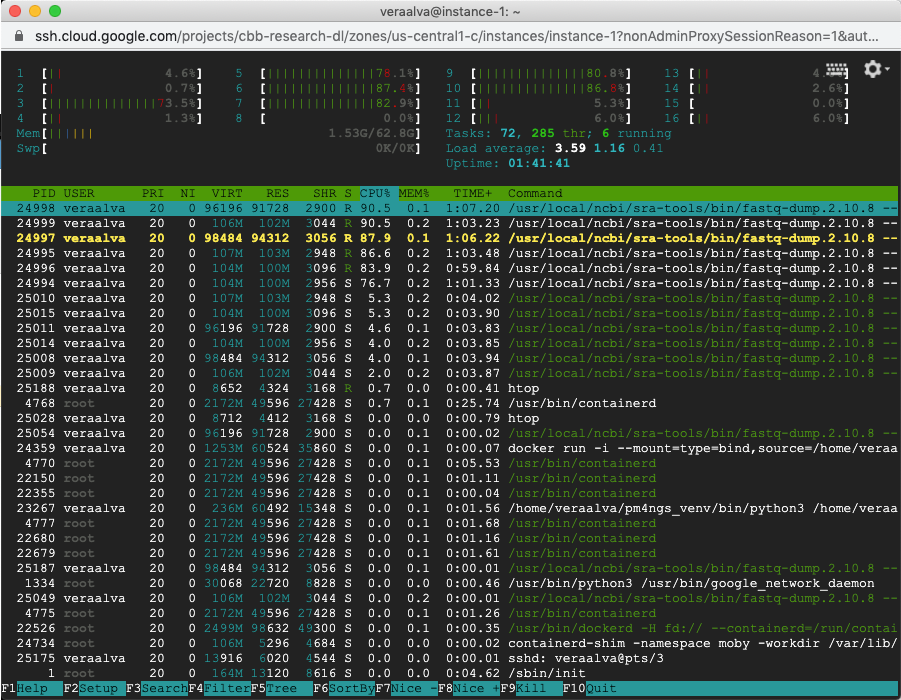 veraalva@instance-1: ~
ssh.cloud.google.com/projects/cbb-research-dl/zones/us-central1-c/instances/instance-1?nonAdminProxySessionReason=1&aut...
1 [|| 4.6%] 5 [||||||||||||||78.1%] 9 [||||||||||||||80.8%] 13 [|| 4.
2 [| 0.7%] 6 [||||||||||||||87.4%] 10 [||||||||||||||86.8%] 14 [|| 2.6%]
3 [||||||||||||||73.5%] 7 [||||||||||||||82.9%] 11 [|| 5.3%] 15 [ 0.0%]
4 [|| 1.3%] 8 [ 0.0%] 12 [||| 6.0%] 16 [|| 6.0%]
Mem[|||||| 1.53G/62.8G] Tasks: 72, 285 thr; 6 running
Swp[ 0K/0K] Load average: 3.59 1.16 0.41
Uptime: 01:41:41
PID USER PRI NI VIRT RES SHR S CPU% MEM% TIME+ Command
24998 veraalva 20 0 96196 91728 2900 R 90.5 0.1 1:07.20 /usr/local/ncbi/sra-tools/bin/fastq-dump.2.10.8 --
24999 veraalva 20 0 106M 102M 3044 R 90.5 0.2 1:03.23 /usr/local/ncbi/sra-tools/bin/fastq-dump.2.10.8 --
24997 veraalva 20 0 98484 94312 3056 R 87.9 0.1 1:06.22 /usr/local/ncbi/sra-tools/bin/fastq-dump.2.10.8 --
24995 veraalva 20 0 107M 103M 2948 R 86.6 0.2 1:03.48 /usr/local/ncbi/sra-tools/bin/fastq-dump.2.10.8 --
24996 veraalva 20 0 104M 100M 3096 R 83.9 0.2 0:59.84 /usr/local/ncbi/sra-tools/bin/fastq-dump.2.10.8 --
24994 veraalva 20 0 104M 100M 2956 S 76.7 0.2 1:01.33 /usr/local/ncbi/sra-tools/bin/fastq-dump.2.10.8 --
25010 veraalva 20 0 107M 103M 2948 S 5.3 0.2 0:04.02 /usr/local/ncbi/sra-tools/bin/fastq-dump.2.10.8 --
25015 veraalva 20 0 104M 100M 3096 S 5.3 0.2 0:03.90 /usr/local/ncbi/sra-tools/bin/fastq-dump.2.10.8 --
25011 veraalva 20 0 96196 91728 2900 S 4.6 0.1 0:03.83 /usr/local/ncbi/sra-tools/bin/fastq-dump.2.10.8 --
25014 veraalva 20 0 104M 100M 2956 S 4.0 0.2 0:03.85 /usr/local/ncbi/sra-tools/bin/fastq-dump.2.10.8 --
25008 veraalva 20 0 98484 94312 3056 S 4.0 0.1 0:03.94 /usr/local/ncbi/sra-tools/bin/fastq-dump.2.10.8 --
25009 veraalva 20 0 106M 102M 3044 S 2.0 0.2 0:03.87 /usr/local/ncbi/sra-tools/bin/fastq-dump.2.10.8 --
25188 veraalva 20 0 8652 4324 3168 R 0.7 0.0 0:00.41 htop
4768 root 20 0 2172M 49596 27428 S 0.7 0.1 0:25.74 /usr/bin/containerd
25028 veraalva 20 0 8712 4412 3168 S 0.0 0.0 0:00.79 htop
25054 veraalva 20 0 96196 91728 2900 S 0.0 0.1 0:00.02 /usr/local/ncbi/sra-tools/bin/fastq-dump.2.10.8 --
24359 veraalva 20 0 1253M 60524 35860 S 0.0 0.1 0:00.07 docker run -i --mount=type=bind,source=/home/veraa
4770 root 20 0 2172M 49596 27428 S 0.0 0.1 0:05.53 /usr/bin/containerd
22150 root 20 0 2172M 49596 27428 S 0.0 0.1 0:01.11 /usr/bin/containerd
22355 root 20 0 2172M 49596 27428 S 0.0 0.1 0:00.04 /usr/bin/containerd
23267 veraalva 20 0 236M 60492 15348 S 0.0 0.1 0:01.56 /home/veraalva/pm4ngs_venv/bin/python3 /home/veraa
4777 root 20 0 2172M 49596 27428 S 0.0 0.1 0:01.68 /usr/bin/containerd
22680 root 20 0 2172M 49596 27428 S 0.0 0.1 0:01.16 /usr/bin/containerd
22679 root 20 0 2172M 49596 27428 S 0.0 0.1 0:01.61 /usr/bin/containerd
25187 veraalva 20 0 98484 94312 3056 S 0.0 0.1 0:00.01 /usr/local/ncbi/sra-tools/bin/fastq-dump.2.10.8 --
1334 root 20 0 30068 22720 8828 S 0.0 0.0 0:00.46 /usr/bin/python3 /usr/bin/google_network_daemon
25049 veraalva 20 0 106M 102M 3044 S 0.0 0.2 0:00.01 /usr/local/ncbi/sra-tools/bin/fastq-dump.2.10.8 --
4775 root 20 0 2172M 49596 27428 S 0.0 0.1 0:01.26 /usr/bin/containerd
22526 root 20 0 2499M 98632 49300 S 0.0 0.1 0:00.35 /usr/bin/dockerd -H fd:// --containerd=/run/contai
24734 root 20 0 106M 5296 4684 S 0.0 0.0 0:00.02 containerd-shim -namespace moby -workdir /var/lib/
25175 veraalva 20 0 13916 6020 4544 S 0.0 0.0 0:00.01 sshd: veraalva@pts/3
1 root 20 0 164M 13120 8616 S 0.0 0.0 0:04.62 /sbin/init
F1Help F2Setup F3SearchF4FilterF5Tree F6SortByF7Nice -F8Nice +F9Kill F10Quit